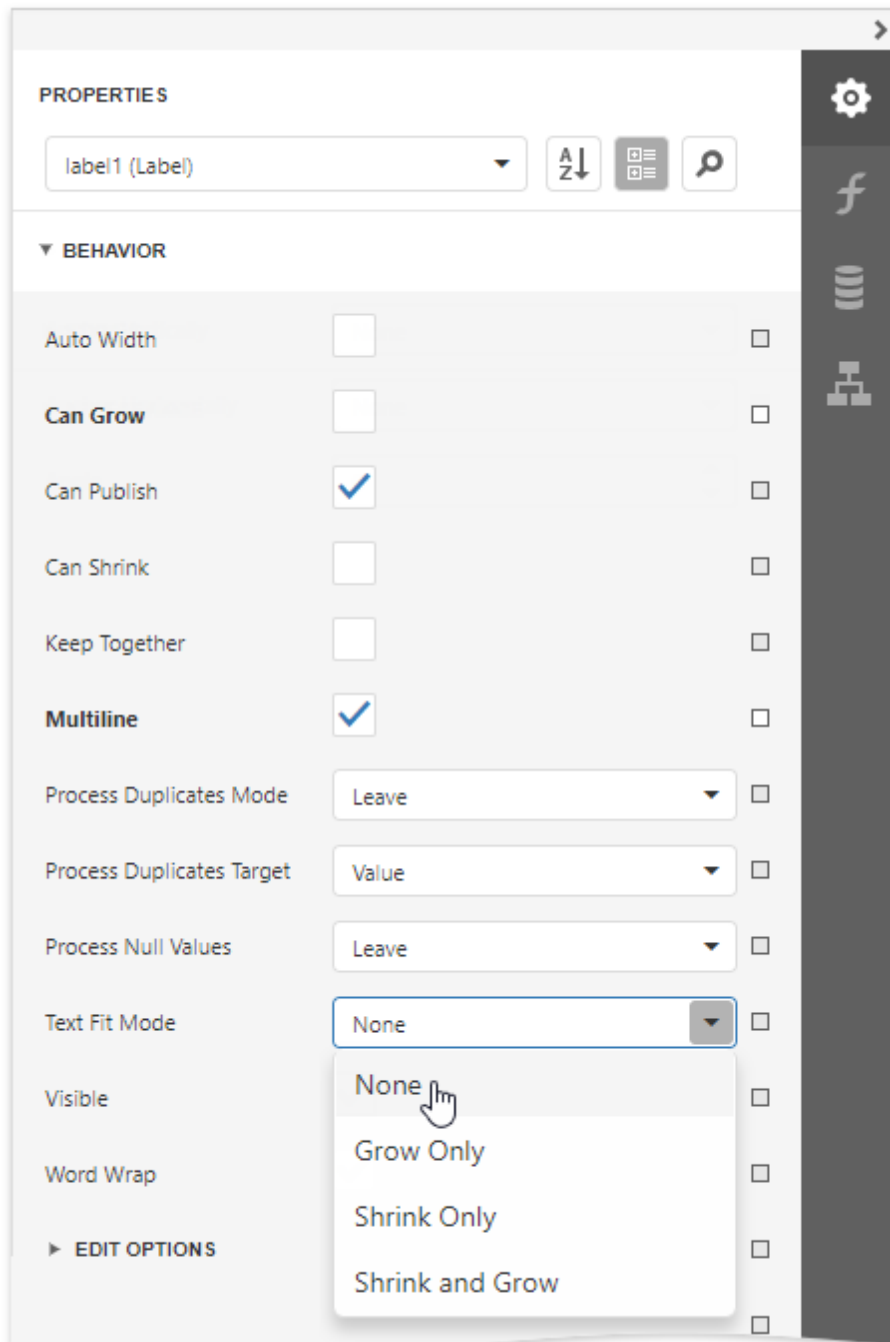 PROPERTIES
label1 (Label)
A
Z
BEHAVIOR
Auto Width
Can Grow
Can Publish
Can Shrink
Keep Together
Multiline
Process Duplicates Mode Leave
Process Duplicates Target Value
Process Null Values Leave
Text Fit Mode None
None
Visible
Grow Only
Word Wrap
Shrink Only
EDIT OPTIONS
Shrink and Grow